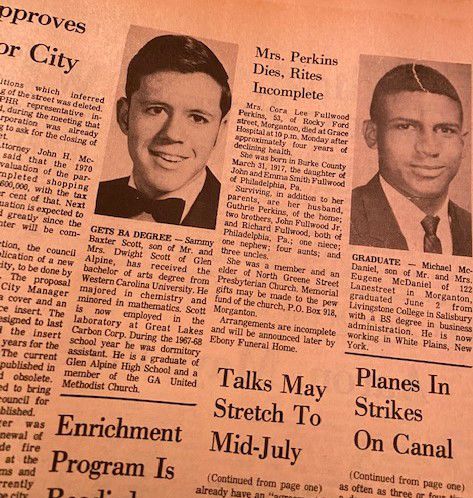 pproves
or City
itions which inferred
g of the street was deleted.
PHR representative in-
d, during the meeting that
rporation was already
g to ask for the closing of
rt.
ttorney John H. Mc-
said that the 1970
valuation of the par-
mpleted shopping
600,000, with the tax
r cent of that. Next
uation is expected to
d greatly since the
nter will be com-
rtion, the council
plication of a new
ity, to be done by
The proposal
City Manager
a cover and an
ce insert. The
esigned to last
the insert
years for the
The current
published in
d obsolete.
ed to bring
council for
blished.
ger was
newal of
de fire
at the
ms and
rrently
e city.
GETS BA DEGREE — Sammy
Baxter Scott, son of Mr. and
Mrs. Dwight Scott of Glen
Alpine, has received the
bachelor of arts degree from
Western Carolina University. He
majored in chemistry and
minored in mathematics. Scott
is now employed in the
laboratory at Great Lakes
Carbon Corp. During the 1967-68
school year he was dormitory
assistant. He is a graduate of
Glen Alpine High School and a
member of the GA United
Methodist Church.
Enrichment
Program Is
Mrs. Perkins
Dies, Rites
Incomplete
Mrs. Cora Lee Fullwood
Perkins, 53, of Rocky Ford
street, Morganton, died at Grace
Hospital at 10 p.m. Monday after
approximately four years of
declining health.
She was born in Burke County
March 31, 1917, the daughter of
John and Emma Smith Fullwood
of Philadelphia, Pa.
Surviving, in addition to her
parents, are her husband,
Guthrie Perkins, of the home;
two brothers, John Fullwood Jr.
and Richard Fullwood, both of
Philadelphia, Pa.; one niece;
one nephew; four aunts; and
three uncles.
She was a member and an
elder of North Greene Street
Presbyterian Church. Memorial
gifts may be made to the pew
fund of the church, P.O. Box 918,
Morganton.
Arrangements are incomplete
and will be announced later by
Ebony Funeral Home.
Talks May
Stretch To
Mid-July
(Continued from page one)
already have an
GRADUATE — Michael Mc-
Daniel, son of Mr. and Mrs.
Eugene McDaniel of 122
Lanestreet in Morganton,
graduated June 2 from
Livingstone College in Salisbury
with a BS degree in business
administration. He is now
working in White Plains, New
York.
Planes In
Strikes
On Canal
(Continued from page one)
as often as three or four